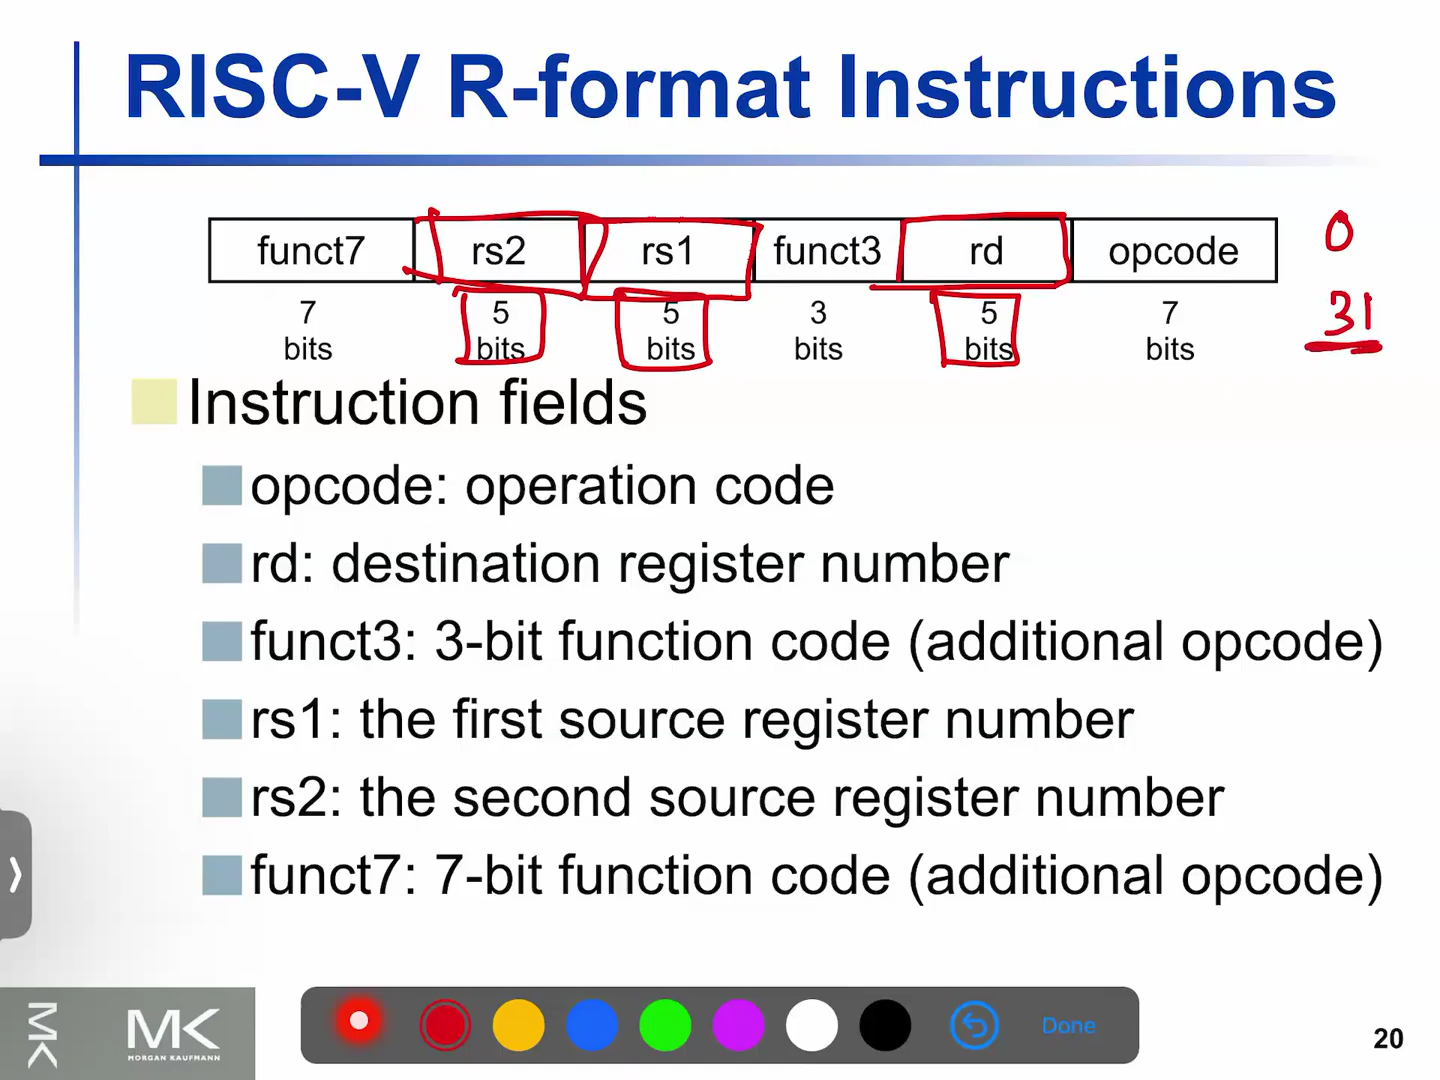 RISC-V R-format Instructions
funct7 rs2 rs1 funct3 rd opcode 0
7 bits 5 bits 5 bits 3 bits 5 bits 7 bits 31
Instruction fields
opcode: operation code
rd: destination register number
funct3: 3-bit function code (additional opcode)
rs1: the first source register number
rs2: the second source register number
funct7: 7-bit function code (additional opcode)
MK
MK
MORGAN KAUFMANN
Done
20